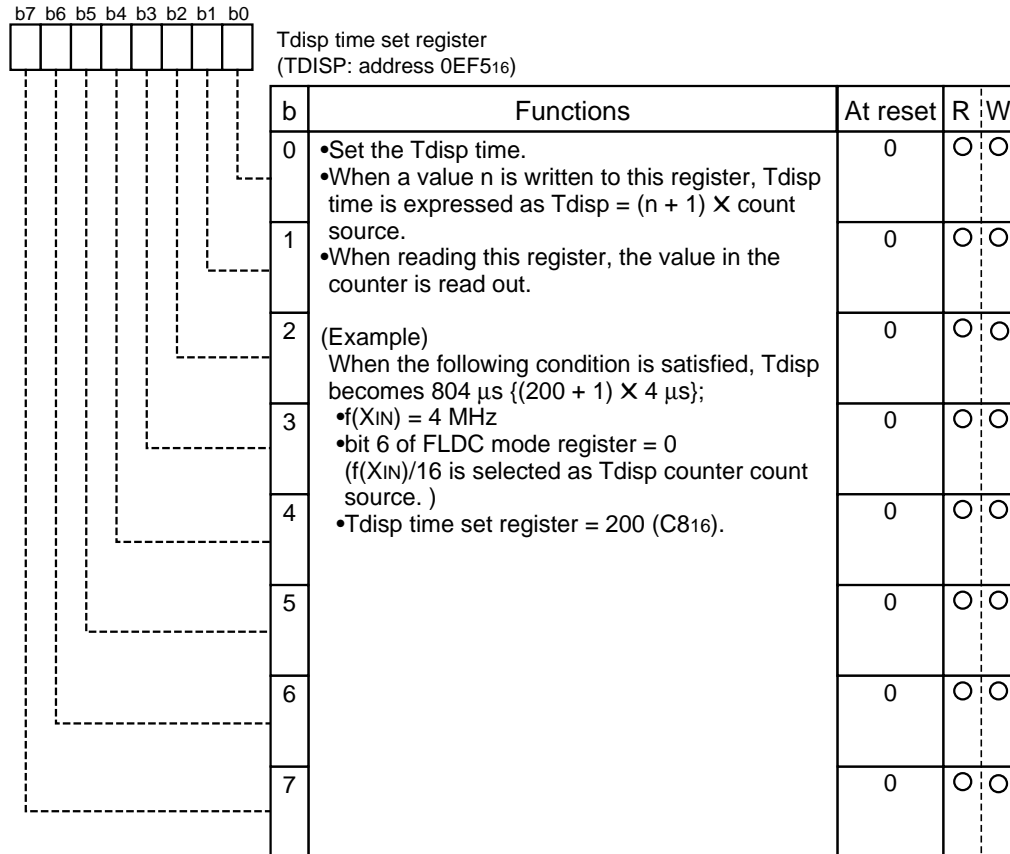 b7 b6 b5 b4 b3 b2 b1 b0
Tdisp time set register
(TDISP: address 0EF516)
b Functions At reset R W
0 •Set the Tdisp time. 0 O O
•When a value n is written to this register, Tdisp
time is expressed as Tdisp = (n + 1) ✕ count
source.
1 0 O O
•When reading this register, the value in the
counter is read out.
2 0 O O
(Example)
When the following condition is satisfied, Tdisp
becomes 804 μs {(200 + 1) ✕ 4 μs};
3 •f(XIN) = 4 MHz 0 O O
•bit 6 of FLDC mode register = 0
(f(XIN)/16 is selected as Tdisp counter count
source. )
4 0 O O
•Tdisp time set register = 200 (C816).
5 0 O O
6 0 O O
7 0 O O